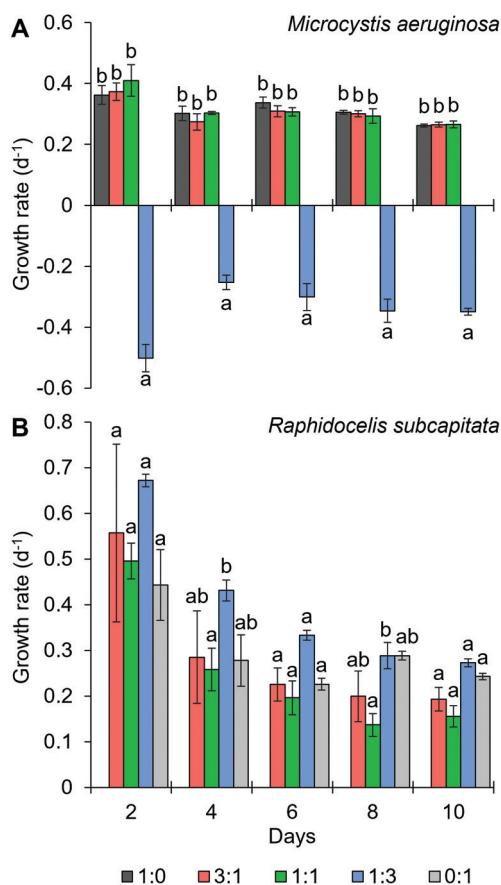 A
Microcystis aeruginosa
Growth rate (d-1)
0.6
0.4
0.2
0
-0.2
-0.4
-0.6
b b b
b b b
b b b
b b b
b b b
a
a
a
a
a
B
Raphidocelis subcapitata
Growth rate (d-1)
0.8
0.7
0.6
0.5
0.4
0.3
0.2
0.1
0
a a a a
ab a b ab
a a a a
ab a b ab
a a a a
2 4 6 8 10
Days
1:0 3:1 1:1 1:3 0:1